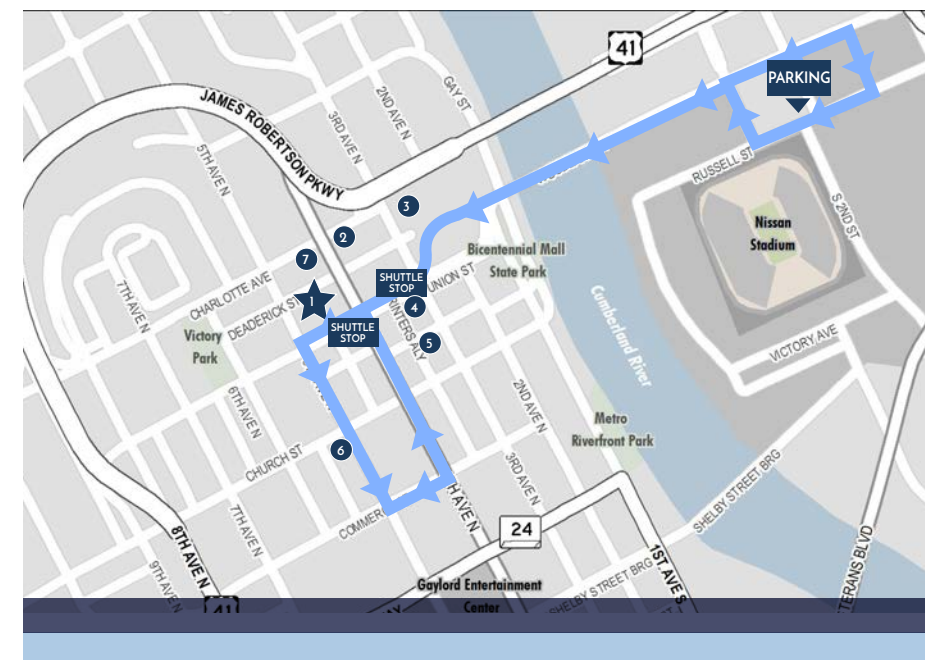 41
PARKING
JAMES ROBERTSON PKWY
GAY ST
2ND AVE N
3RD AVE N
5TH AVE N
RUSSELL ST
S 2ND ST
Nissan
Stadium
3
2
7
Bicentennial Mall
State Park
7TH AVE N
CHARLOTTE AVE
SHUTTLE
STOP
UNION ST
1
DEADERICK ST
4
Cumberland River
SHUTTLE
STOP
Victory
Park
5
VICTORY AVE
6TH AVE N
2ND AVE N
Metro
Riverfront Park
6
CHURCH ST
3RD AVE N
SHELBY STREET BRG
7TH AVE N
COMMER
H AVE N
24
8TH AVE N
9TH AVE N
1ST AVE S
SHELBY STREET BRG
TERANS BLVD
Gaylord Entertainment
Center
41